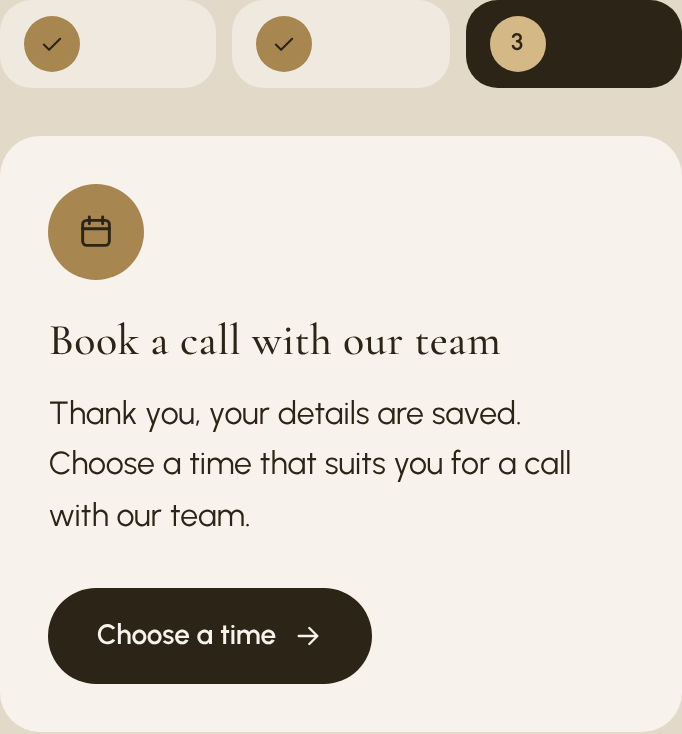 3
Book a call with our team
Thank you, your details are saved.
Choose a time that suits you for a call
with our team.
Choose a time